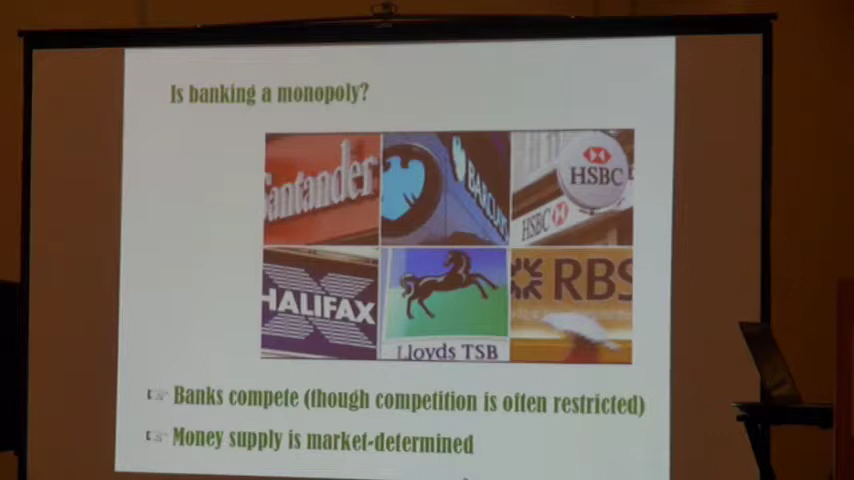 Is banking a monopoly?
Santander
BARCLAYS
HSBC
HSBC
HALIFAX
Lloyds TSB
RBS
Banks compete (though competition is often restricted)
Money supply is market-determined